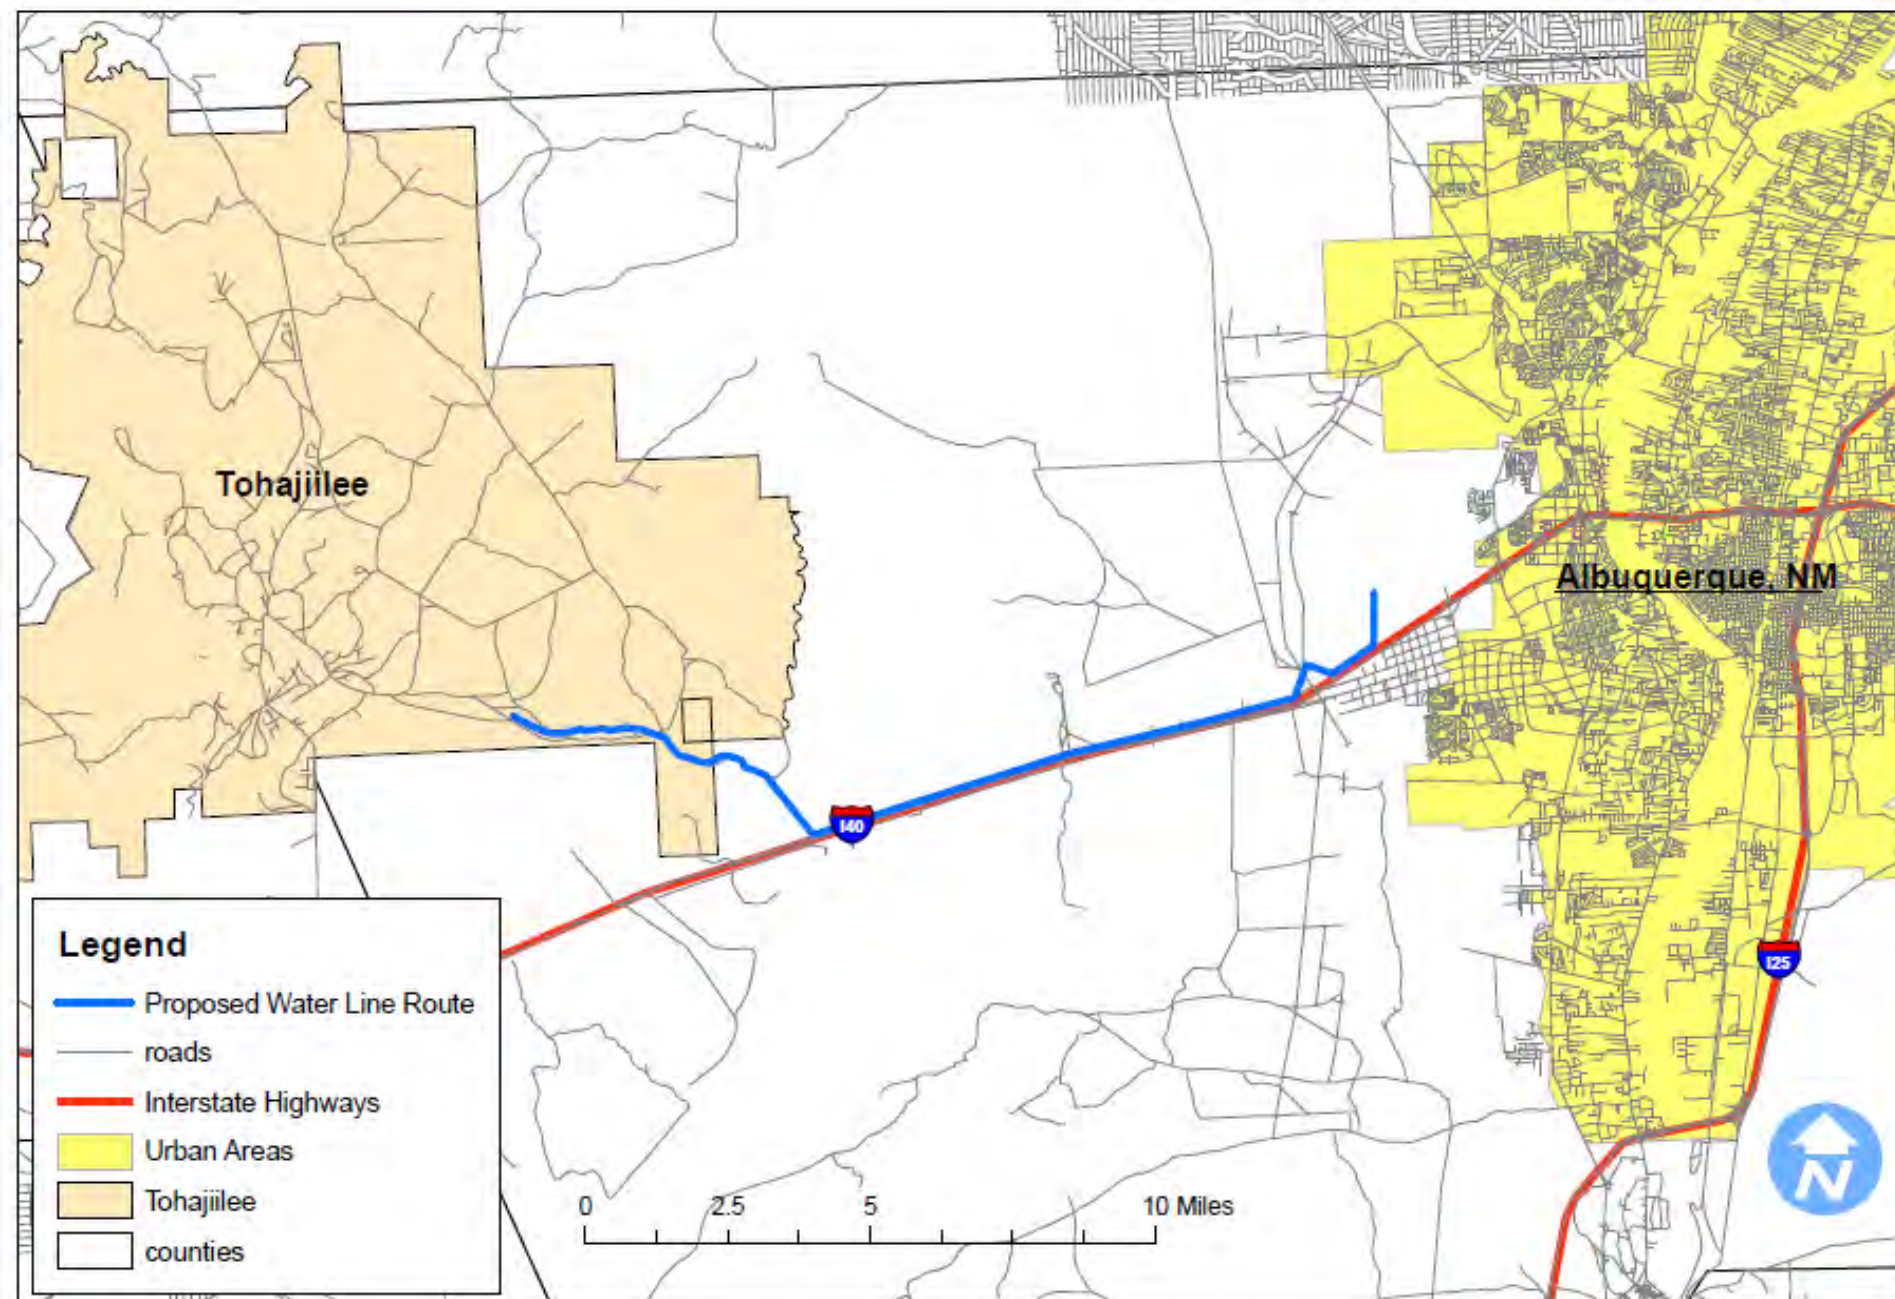 Tohajiilee
Albuquerque, NM
I40
I25
Legend
Proposed Water Line Route
roads
Interstate Highways
Urban Areas
Tohajiilee
counties
0 2.5 5 10 Miles
N